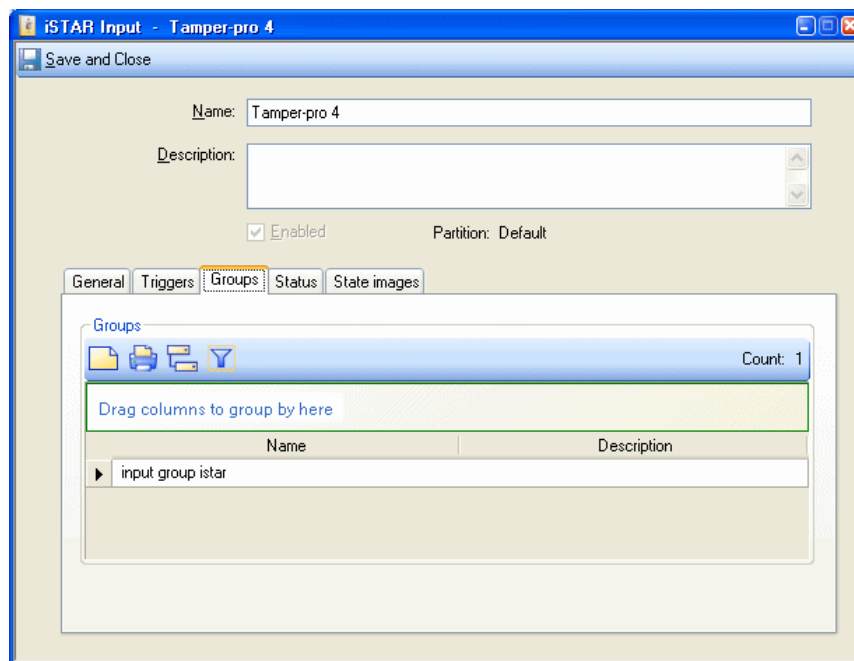 iSTAR Input - Tamper-pro 4
Save and Close
Name: Tamper-pro 4
Description:
Enabled Partition: Default
General Triggers Groups Status State images
Groups
Count: 1
Drag columns to group by here
Name Description
input group istar